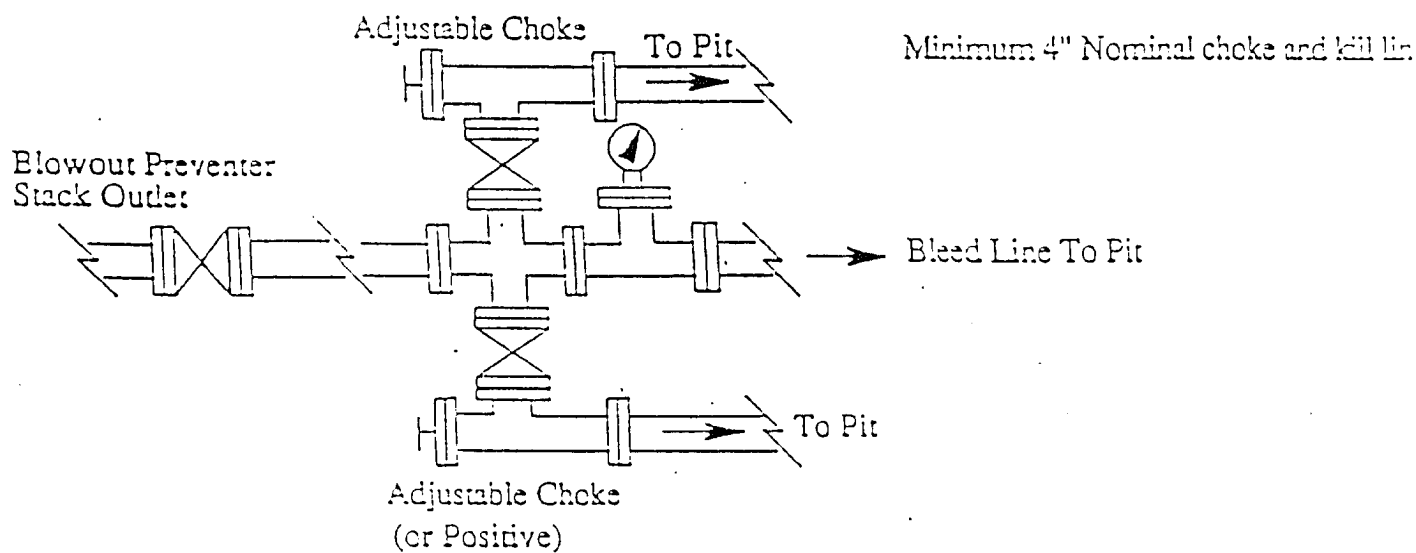 Adjustable Choke
To Pit
Minimum 4" Nominal choke and kill lin
Blowout Preventer
Stack Outlet
Bleed Line To Pit
To Pit
Adjustable Choke
(or Positive)